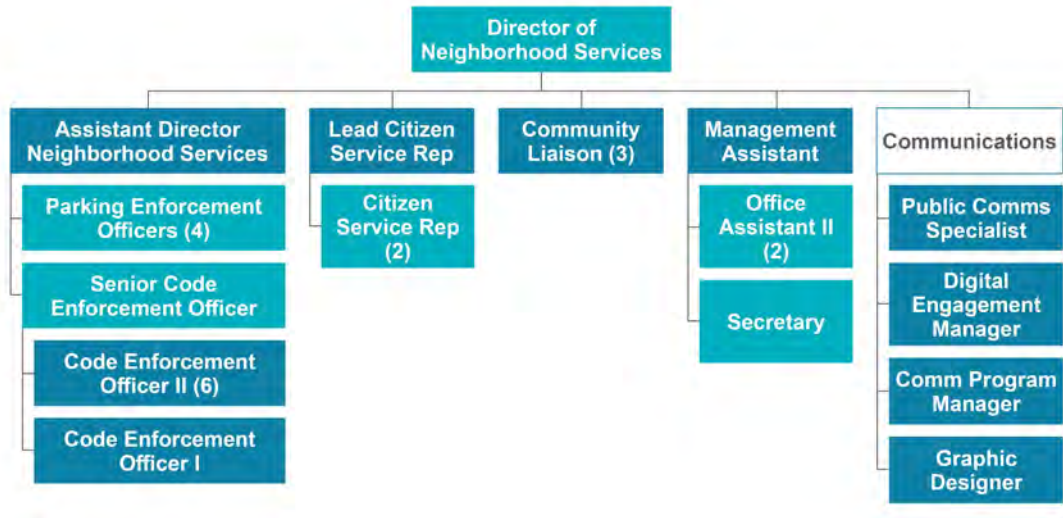 Director of
Neighborhood Services
Assistant Director
Neighborhood Services
Parking Enforcement
Officers (4)
Senior Code
Enforcement Officer
Code Enforcement
Officer II (6)
Code Enforcement
Officer I
Lead Citizen
Service Rep
Citizen
Service Rep
(2)
Community
Liaison (3)
Management
Assistant
Office
Assistant II
(2)
Secretary
Communications
Public Comms
Specialist
Digital
Engagement
Manager
Comm Program
Manager
Graphic
Designer